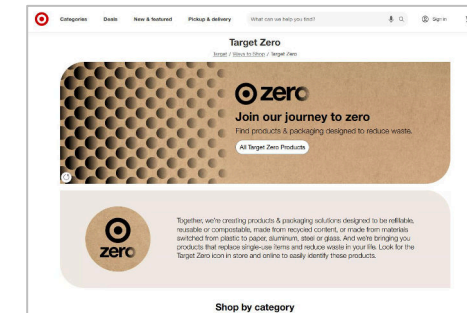 Categories Deals New & featured Pickup & delivery What can we help you find? Sign in
Target Zero
Target / Ways to Shop / Target Zero
zero
Join our journey to zero
Find products & packaging designed to reduce waste.
All Target Zero Products
zero
Together, we're creating products & packaging solutions designed to be refillable,
reusable or compostable, made from recycled content, or made from materials
switched from plastic to paper, aluminum, steel or glass. And we're bringing you
products that replace single-use items and reduce waste in your life. Look for the
Target Zero icon in store and online to easily identify these products.
Shop by category